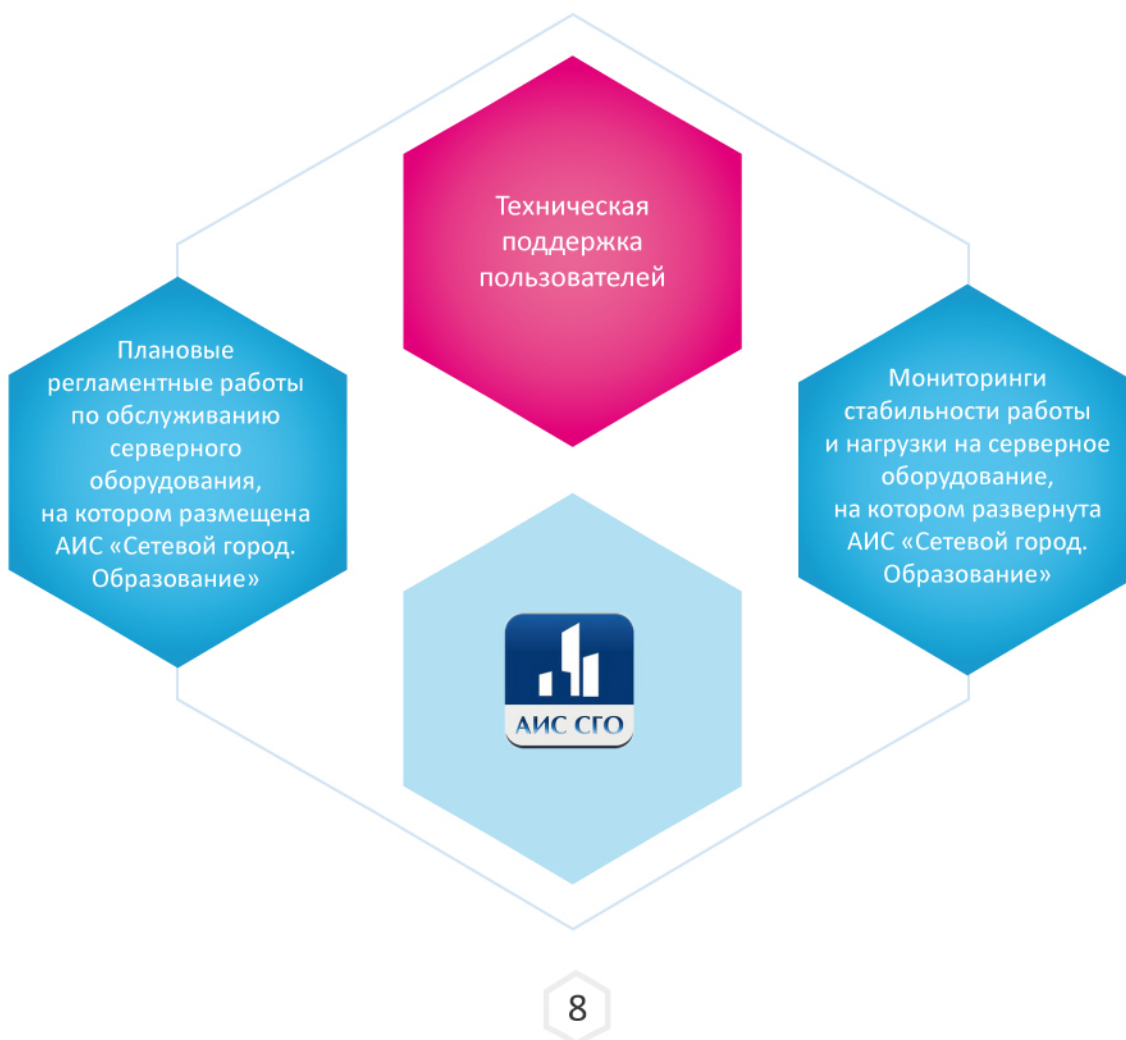 Техническая
поддержка
пользователей
Плановые
регламентные работы
по обслуживанию
серверного
оборудования,
на котором размещена
АИС «Сетевой город.
Образование»
Мониторинги
стабильности работы
и нагрузки на серверное
оборудование,
на котором развернута
АИС «Сетевой город.
Образование»
АИС СГО
8